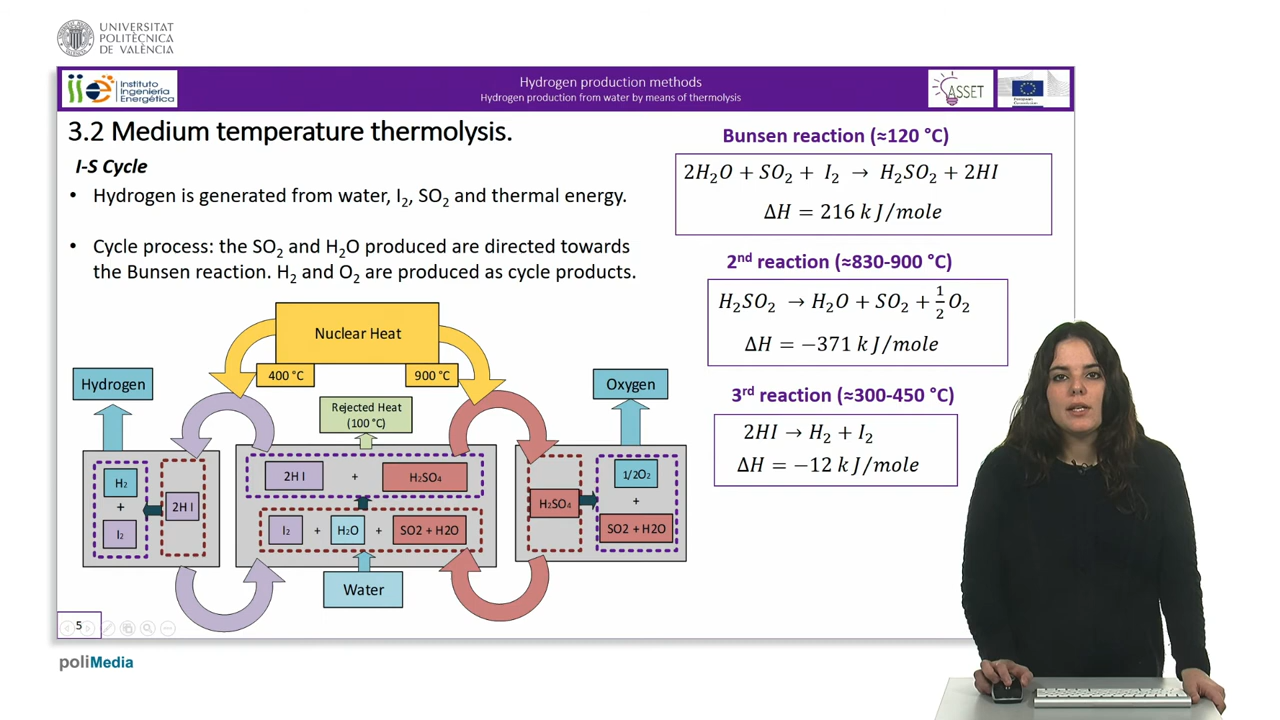 UNIVERSITAT
POLITÈCNICA
DE VALÈNCIA
Instituto
Ingeniería
Energética
Hydrogen production methods
Hydrogen production from water by means of thermolysis
ASSET
3.2 Medium temperature thermolysis.
I-S Cycle
• Hydrogen is generated from water, I₂, SO₂ and thermal energy.
• Cycle process: the SO₂ and H₂O produced are directed towards
the Bunsen reaction. H₂ and O₂ are produced as cycle products.
Bunsen reaction (≈120 °C)
2H₂O + SO₂ + I₂ → H₂SO₂ + 2HI
ΔH = 216 kJ/mole
2nd reaction (≈830-900 °C)
H₂SO₂ → H₂O + SO₂ + 1/2 O₂
ΔH = −371 kJ/mole
3rd reaction (≈300-450 °C)
2HI → H₂ + I₂
ΔH = −12 kJ/mole
Nuclear Heat
400 °C
900 °C
Hydrogen
Rejected Heat
(100 °C)
Oxygen
H₂
+
I₂
2H I
2H I + H₂SO₄
I₂ + H₂O + SO2 + H2O
Water
H₂SO₄
1/2O₂
+
SO2 + H2O
5
poliMedia